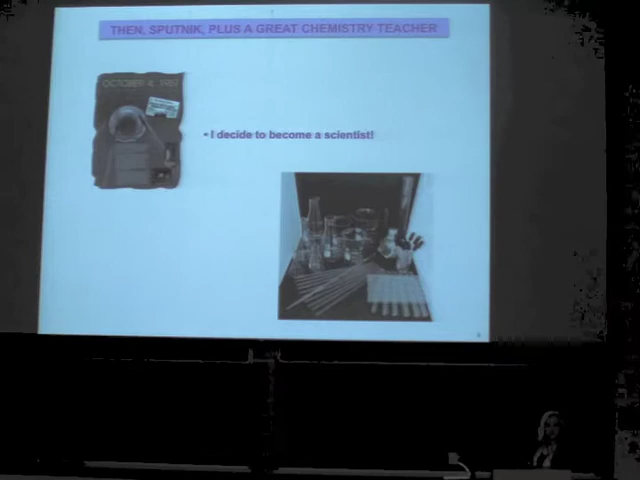 THEN, SPUTNIK, PLUS A GREAT CHEMISTRY TEACHER
OCTOBER 4, 1957
• I decide to become a scientist!